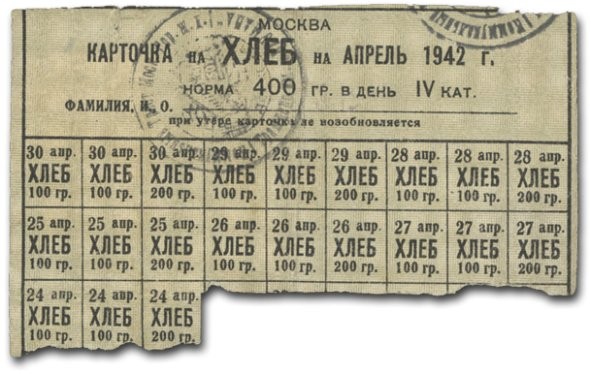 МОСКВА
КАРТОЧКА на ХЛЕБ на АПРЕЛЬ 1942 г.
НОРМА 400 ГР. В ДЕНЬ IV КАТ.
ФАМИЛИЯ, И. О.
при утере карточка не возобновляется
30 апр. 30 апр. 30 апр. 29 апр. 29 апр. 29 апр. 28 апр. 28 апр. 28 апр.
ХЛЕБ ХЛЕБ ХЛЕБ ХЛЕБ ХЛЕБ ХЛЕБ ХЛЕБ ХЛЕБ ХЛЕБ
100 гр. 100 гр. 200 гр. 100 гр. 100 гр. 200 гр. 100 гр. 100 гр. 200 гр.
25 апр. 25 апр. 25 апр. 26 апр. 26 апр. 26 апр. 27 апр. 27 апр. 27 апр.
ХЛЕБ ХЛЕБ ХЛЕБ ХЛЕБ ХЛЕБ ХЛЕБ ХЛЕБ ХЛЕБ ХЛЕБ
100 гр. 100 гр. 200 гр. 100 гр. 100 гр. 200 гр. 100 гр. 100 гр. 200 гр.
24 апр. 24 апр. 24 апр.
ХЛЕБ ХЛЕБ ХЛЕБ
100 гр. 100 гр. 200 гр.